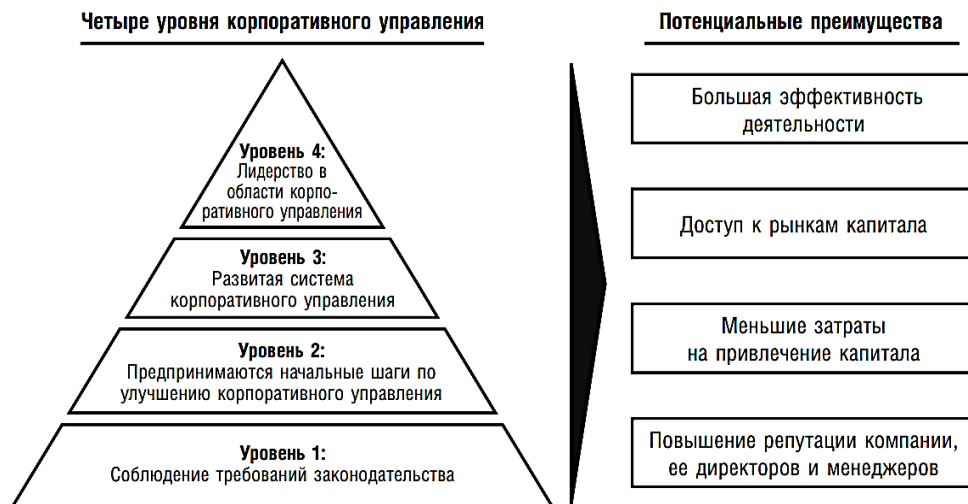 Четыре уровня корпоративного управления
Уровень 4:
Лидерство в
области корпо-
ративного управления
Уровень 3:
Развитая система
корпоративного управления
Уровень 2:
Предпринимаются начальные шаги по
улучшению корпоративного управления
Уровень 1:
Соблюдение требований законодательства
Потенциальные преимущества
Большая эффективность
деятельности
Доступ к рынкам капитала
Меньшие затраты
на привлечение капитала
Повышение репутации компании,
ее директоров и менеджеров